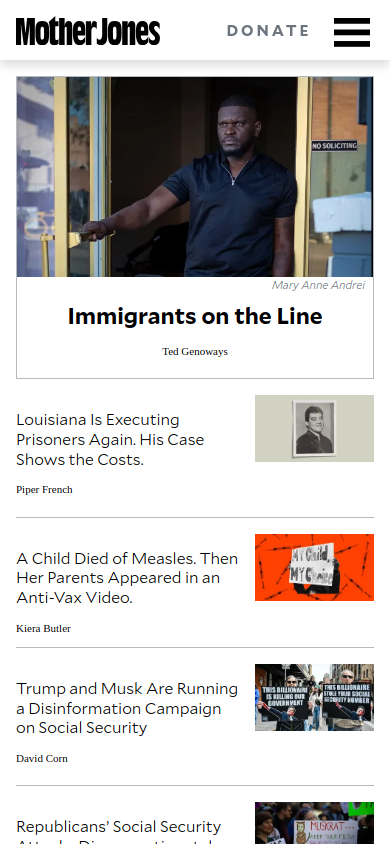 Mother Jones
DONATE
NO SOLICITING
Mary Anne Andrei
Immigrants on the Line
Ted Genoways
Louisiana Is Executing
Prisoners Again. His Case
Shows the Costs.
Piper French
A Child Died of Measles. Then
Her Parents Appeared in an
Anti-Vax Video.
MY Child
MY Choice
Kiera Butler
Trump and Musk Are Running
a Disinformation Campaign
on Social Security
THIS BILLIONAIRE
IS KILLING OUR
GOVERNMENT
THIS BILLIONAIRE
STOLE YOUR SOCIAL
SECURITY NUMBER
David Corn
Republicans’ Social Security
MUSKRAT